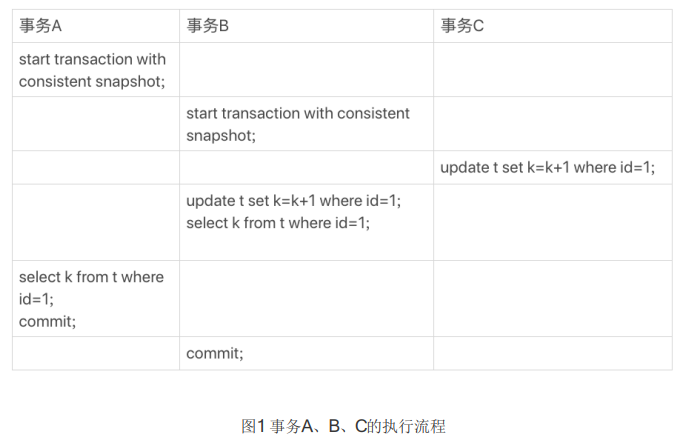 事务A 事务B 事务C
start transaction with
consistent snapshot;
start transaction with consistent
snapshot;
update t set k=k+1 where id=1;
update t set k=k+1 where id=1;
select k from t where id=1;
select k from t where
id=1;
commit;
commit;
图1 事务A、B、C的执行流程